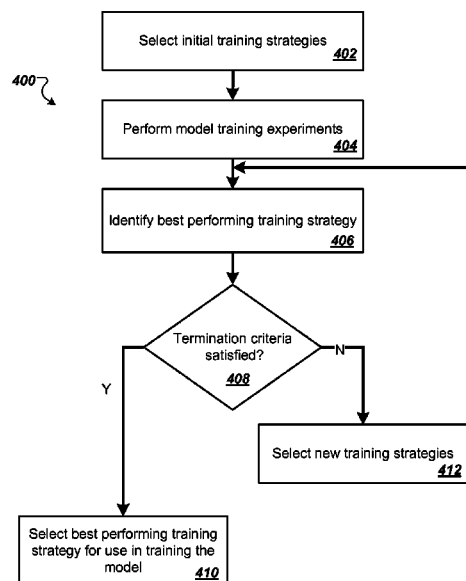 Select initial training strategies
402
400
Perform model training experiments
404
Identify best performing training strategy
406
Termination criteria
satisfied?
408
Y
N
Select new training strategies
412
Select best performing training
strategy for use in training the
model
410